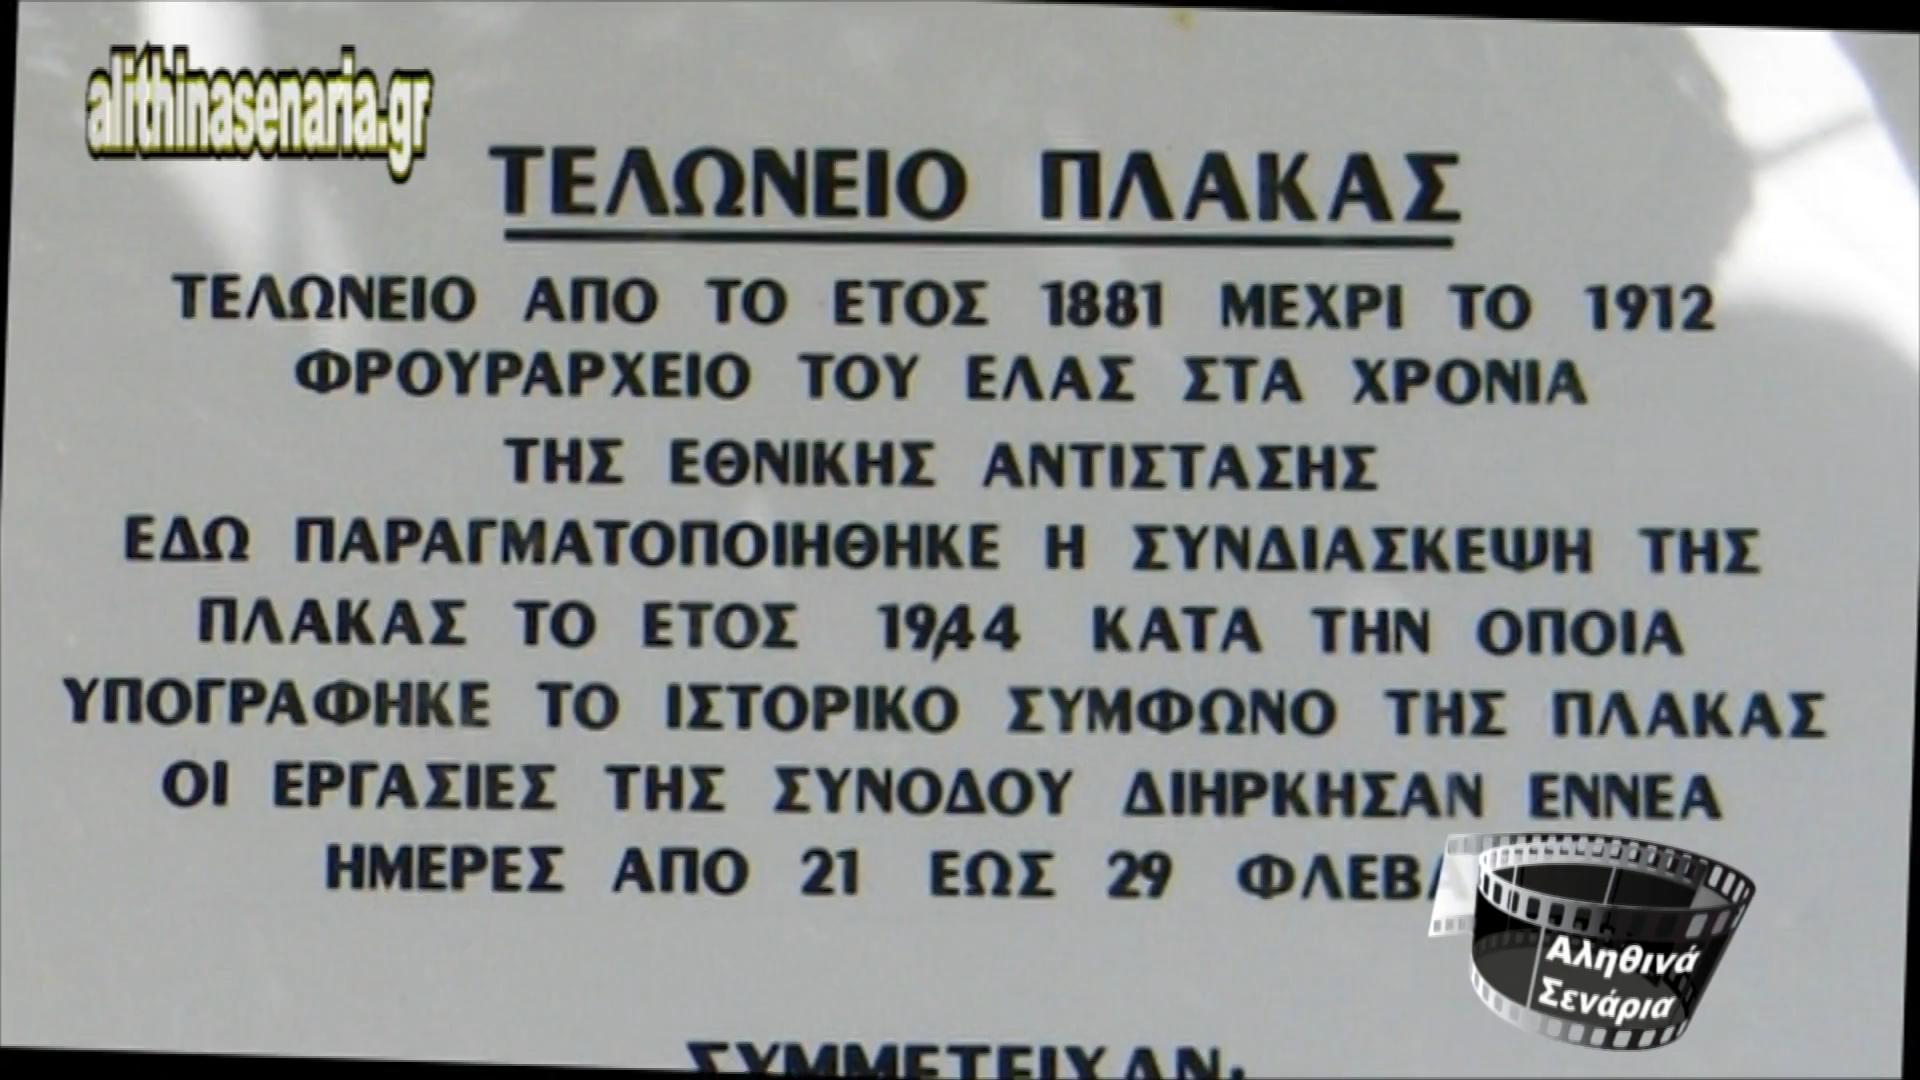 alithinasenaria.gr
ΤΕΛΩΝΕΙΟ ΠΛΑΚΑΣ
ΤΕΛΩΝΕΙΟ ΑΠΟ ΤΟ ΕΤΟΣ 1881 ΜΕΧΡΙ ΤΟ 1912
ΦΡΟΥΡΑΡΧΕΙΟ ΤΟΥ ΕΛΑΣ ΣΤΑ ΧΡΟΝΙΑ
ΤΗΣ ΕΘΝΙΚΗΣ ΑΝΤΙΣΤΑΣΗΣ
ΕΔΩ ΠΑΡΑΓΜΑΤΟΠΟΙΗΘΗΚΕ Η ΣΥΝΔΙΑΣΚΕΨΗ ΤΗΣ
ΠΛΑΚΑΣ ΤΟ ΕΤΟΣ 1944 ΚΑΤΑ ΤΗΝ ΟΠΟΙΑ
ΥΠΟΓΡΑΦΗΚΕ ΤΟ ΙΣΤΟΡΙΚΟ ΣΥΜΦΩΝΟ ΤΗΣ ΠΛΑΚΑΣ
ΟΙ ΕΡΓΑΣΙΕΣ ΤΗΣ ΣΥΝΟΔΟΥ ΔΙΗΡΚΗΣΑΝ ΕΝΝΕΑ
ΗΜΕΡΕΣ ΑΠΟ 21 ΕΩΣ 29
Αληθινά
Σενάρια
ΣΥΜΜΕΤΕΙΧΑΝ: